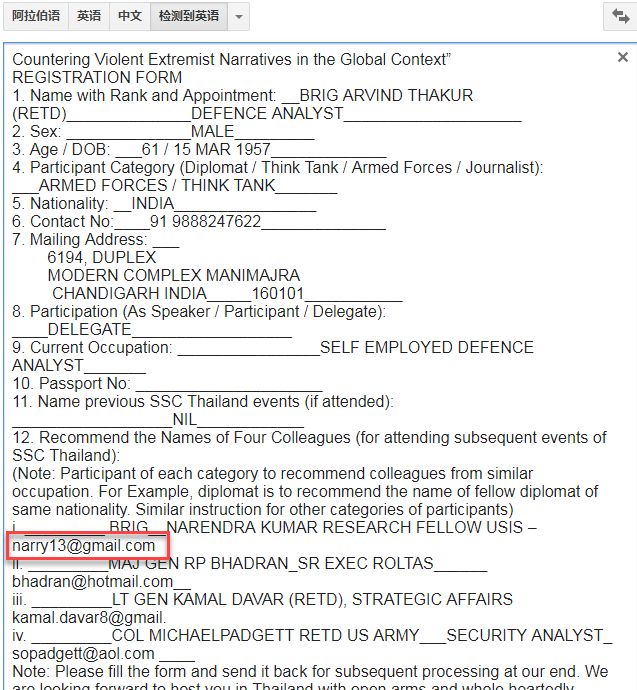 阿拉伯语 英语 中文 检测到英语
Countering Violent Extremist Narratives in the Global Context”
REGISTRATION FORM
1. Name with Rank and Appointment: __BRIG ARVIND THAKUR
(RETD)______________DEFENCE ANALYST____________________
2. Sex: ______________MALE_________
3. Age / DOB: ___61 / 15 MAR 1957_____________
4. Participant Category (Diplomat / Think Tank / Armed Forces / Journalist):
___ARMED FORCES / THINK TANK_______
5. Nationality: __INDIA________________
6. Contact No:____91 9888247622______________
7. Mailing Address: ___
6194, DUPLEX
MODERN COMPLEX MANIMAJRA
CHANDIGARH INDIA_____160101___________
8. Participation (As Speaker / Participant / Delegate):
____DELEGATE__________________
9. Current Occupation: ________________SELF EMPLOYED DEFENCE
ANALYST_______
10. Passport No: _____________________
11. Name previous SSC Thailand events (if attended):
__________________NIL____________
12. Recommend the Names of Four Colleagues (for attending subsequent events of
SSC Thailand):
(Note: Participant of each category to recommend colleagues from similar
occupation. For Example, diplomat is to recommend the name of fellow diplomat of
same nationality. Similar instruction for other categories of participants)
i. _________BRIG__NARENDRA KUMAR RESEARCH FELLOW USIS –
narry13@gmail.com
ii. _________MAJ GEN RP BHADRAN_SR EXEC ROLTAS______
bhadran@hotmail.com__
iii. _________LT GEN KAMAL DAVAR (RETD), STRATEGIC AFFAIRS
kamal.davar8@gmail.
iv. _________COL MICHAELPADGETT RETD US ARMY___SECURITY ANALYST_
sopadgett@aol.com ____
Note: Please fill the form and send it back for subsequent processing at our end. We
are looking forward to host you in Thailand with open arms and whole heartedly